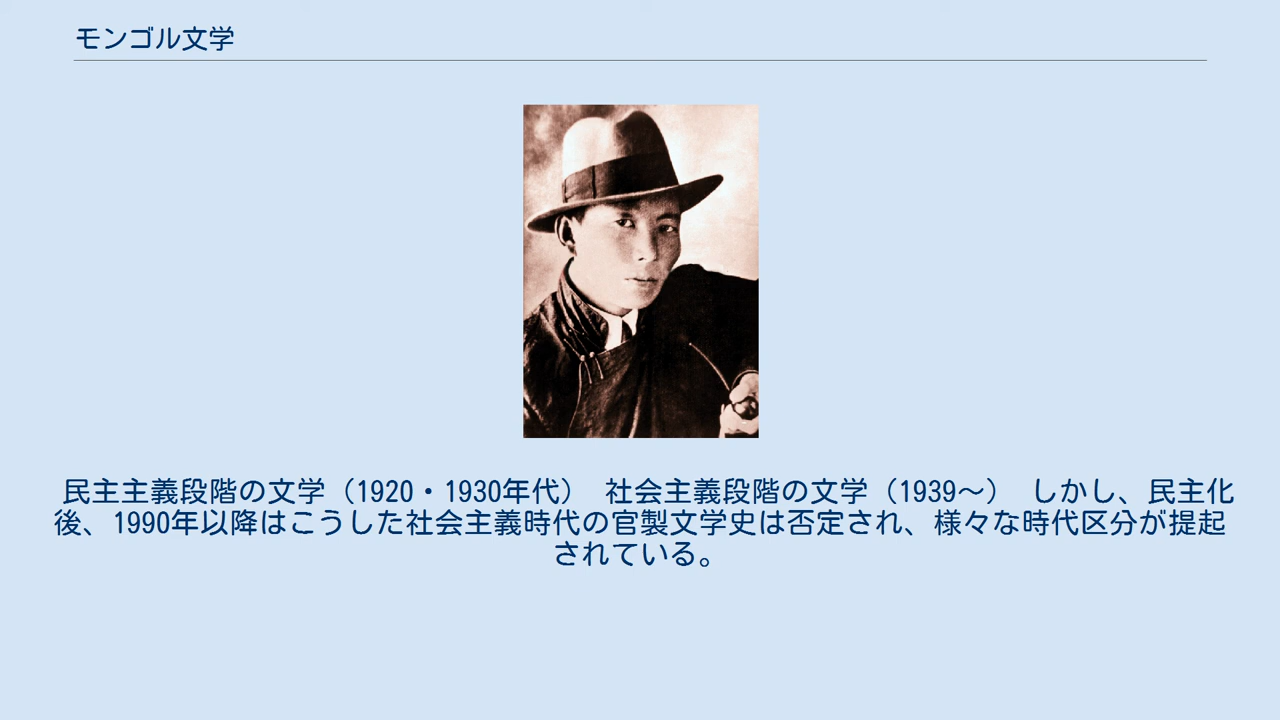 モンゴル文学
民主主義段階の文学（1920・1930年代） 社会主義段階の文学（1939～） しかし、民主化
後、1990年以降はこうした社会主義時代の官製文学史は否定され、様々な時代区分が提起
されている。